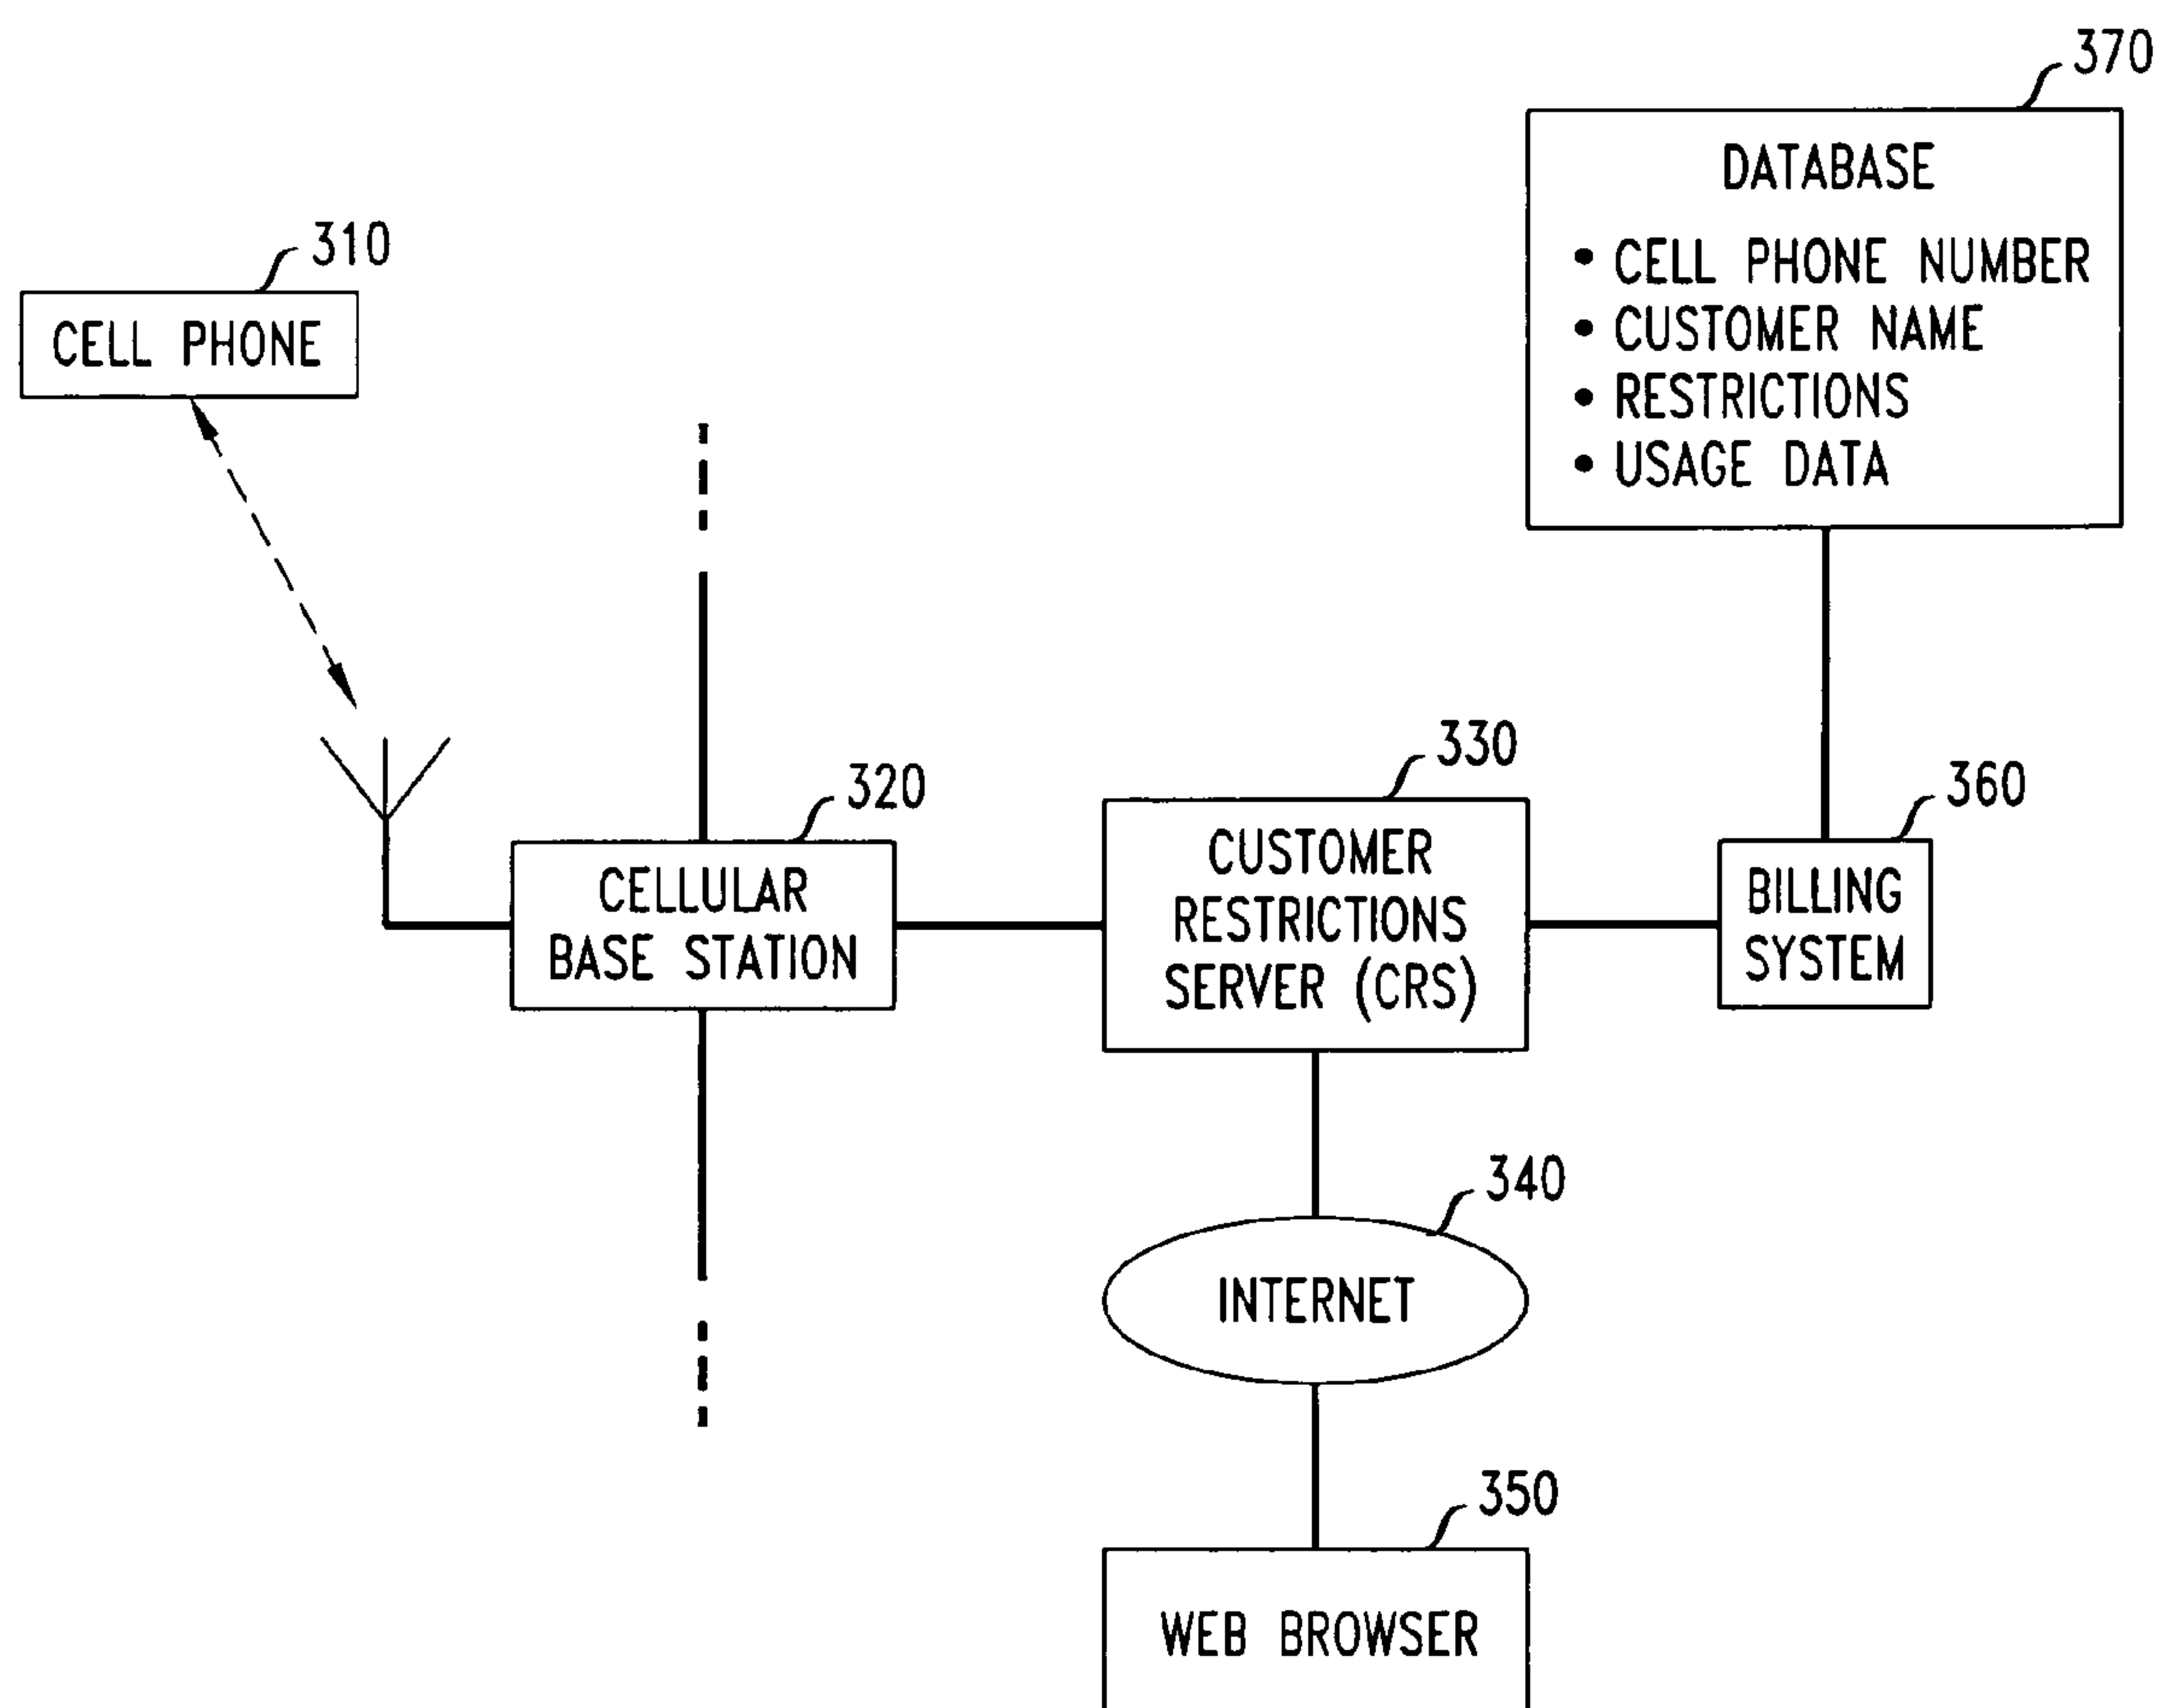 370
DATABASE
• CELL PHONE NUMBER
• CUSTOMER NAME
• RESTRICTIONS
• USAGE DATA
310
CELL PHONE
320
CELLULAR
BASE STATION
330
CUSTOMER
RESTRICTIONS
SERVER (CRS)
360
BILLING
SYSTEM
340
INTERNET
350
WEB BROWSER